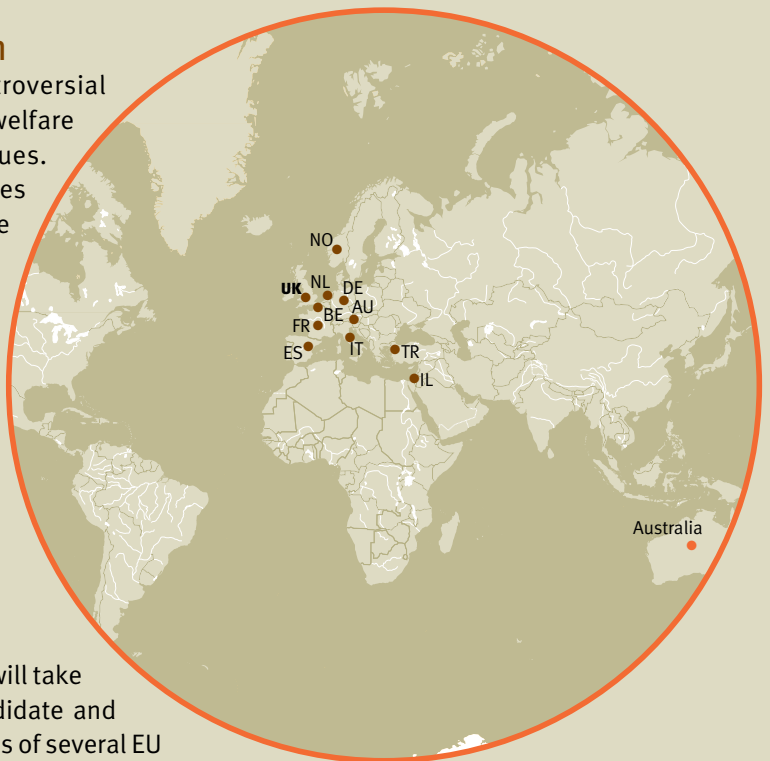 n
troversial
welfare
ues.
es
e
NO
UK
NL
DE
BE
AU
FR
ES
IT
TR
IL
Australia
will take
didate and
s of several EU